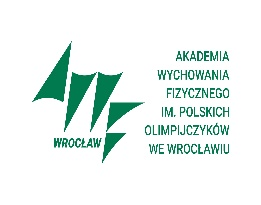 WROCŁAW
AKADEMIA
WYCHOWANIA
FIZYCZNEGO
IM. POLSKICH
OLIMPIJCZYKÓW
WE WROCŁAWIU